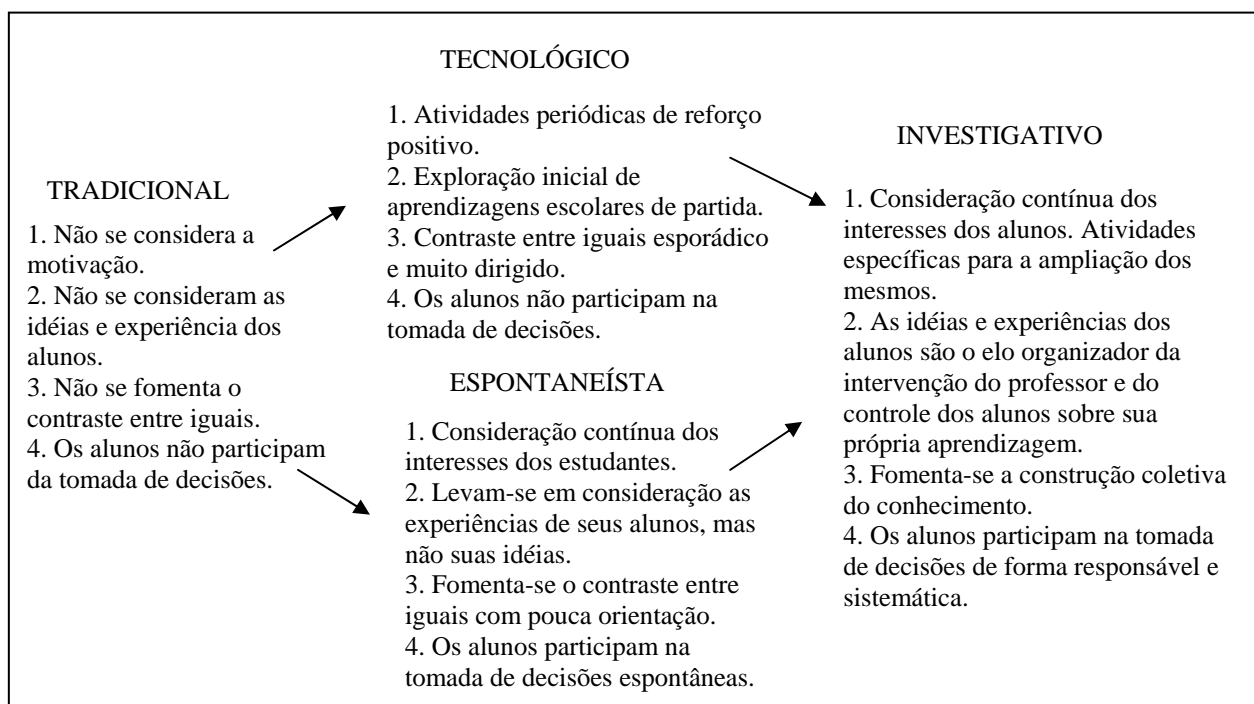 TRADICIONAL
1. Não se considera a
motivação.
2. Não se consideram as
idéias e experiência dos
alunos.
3. Não se fomenta o
contraste entre iguais.
4. Os alunos não participam
da tomada de decisões.
TECNOLÓGICO
1. Atividades periódicas de reforço
positivo.
2. Exploração inicial de
aprendizagens escolares de partida.
3. Contraste entre iguais esporádico
e muito dirigido.
4. Os alunos não participam na
tomada de decisões.
ESPONTANEÍSTA
1. Consideração contínua dos
interesses dos estudantes.
2. Levam-se em consideração as
experiências de seus alunos, mas
não suas idéias.
3. Fomenta-se o contraste entre
iguais com pouca orientação.
4. Os alunos participam na
tomada de decisões espontâneas.
INVESTIGATIVO
1. Consideração contínua dos
interesses dos alunos. Atividades
específicas para a ampliação dos
mesmos.
2. As idéias e experiências dos
alunos são o elo organizador da
intervenção do professor e do
controle dos alunos sobre sua
própria aprendizagem.
3. Fomenta-se a construção coletiva
do conhecimento.
4. Os alunos participam na tomada
de decisões de forma responsável e
sistemática.